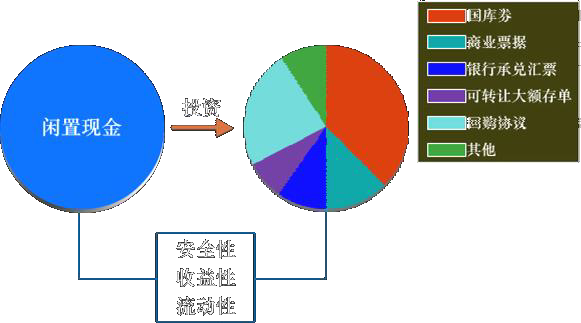 闲置现金
投资
国库券
商业票据
银行承兑汇票
可转让大额存单
回购协议
其他
安全性
收益性
流动性